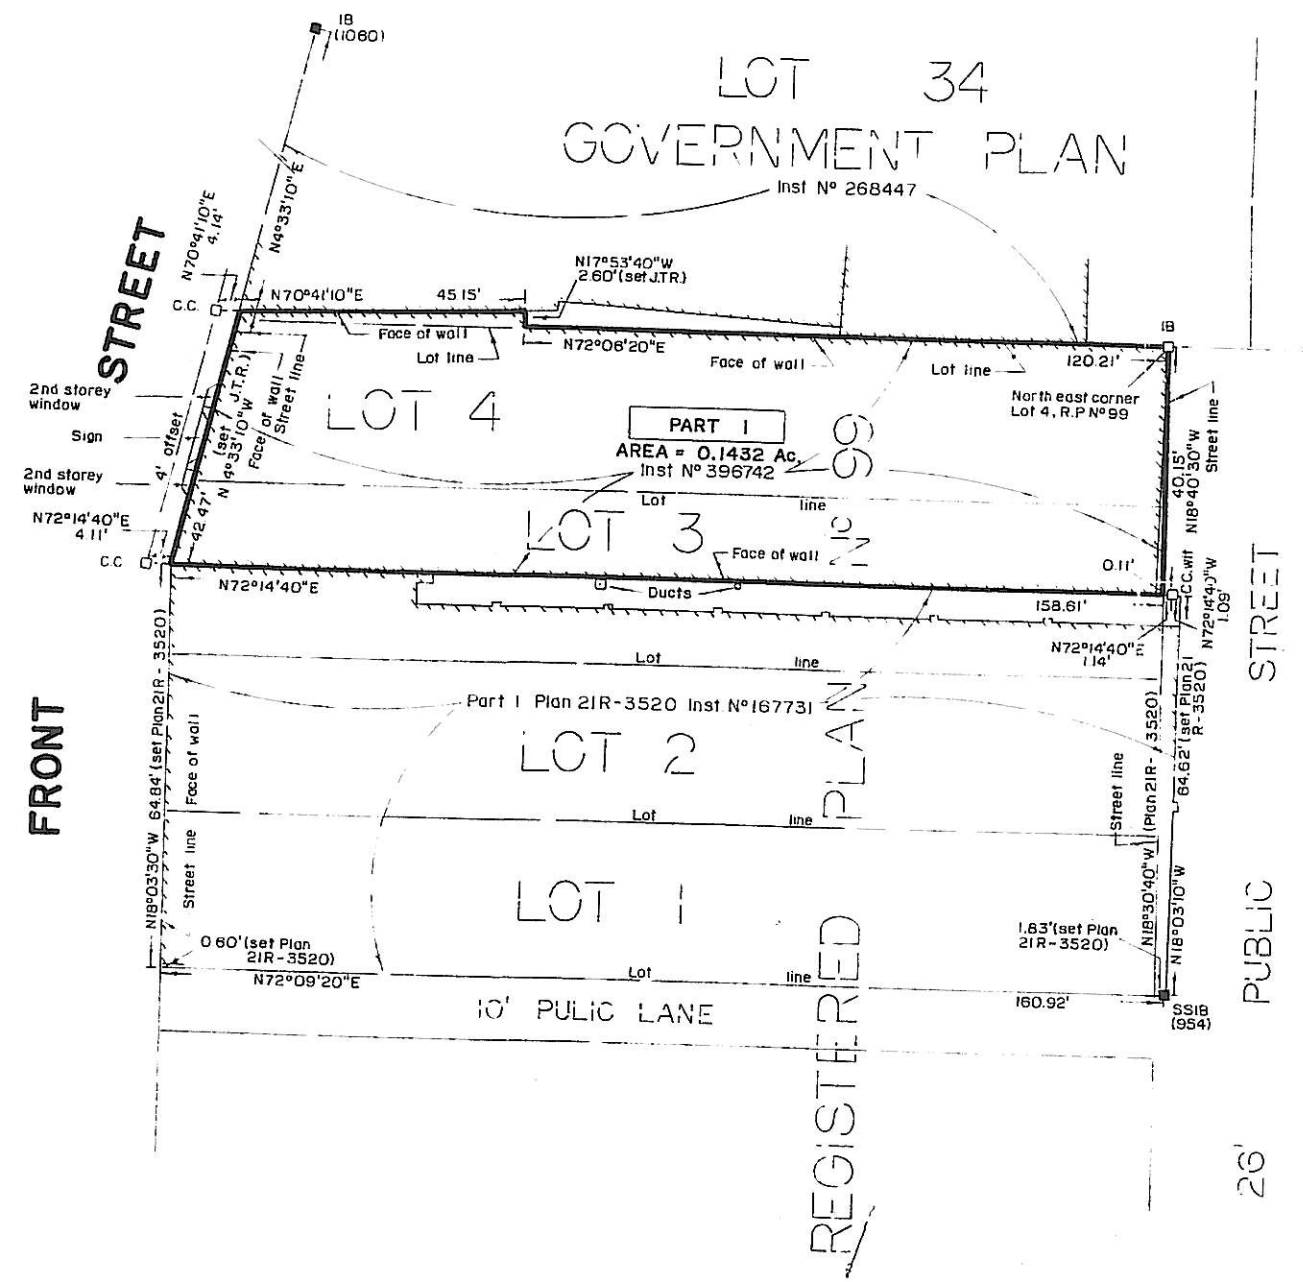 IB
(1060)
LOT 34
GOVERNMENT PLAN
Inst Nº 268447
N4°33'10"E
N70°41'10"E
4.14'
STREET
C.C.
N70°41'10"E
45.15'
N17°53'40"W
2.60'(set J.T.R.)
Face of wall
Lot line
N72°06'20"E
Face of wall
Lot line
120.21'
IB
North east corner
Lot 4, R.P Nº99
2nd storey
window
Sign
2nd storey
window
4' offset
42.47' (set J.T.R.)
N 4°33'10"W
Face of wall
Street line
LOT 4
PART 1
AREA = 0.1432 Ac.
Inst Nº 396742
Nº 99
40.15'
N18°40'30"W
Street line
Lot line
N72°14'40"E
4.11'
C.C
LOT 3
Face of wall
0.11'
C.C.wit
N72°14'40"W
1.09'
N72°14'40"E
Ducts
158.61'
N72°14'40"E
1.14'
STREET
Lot line
Part 1 Plan 21R-3520 Inst Nº167731
FRONT
N18°03'30"W 64.84' (set Plan21R-3520)
Face of wall
Street line
LOT 2
PLAN
64.62' (set Plan21
R-3520)
Street line
N18°30'40"W (Plan21R-3520)
N18°03'10"W
Lot line
LOT 1
0.60'(set Plan
21R-3520)
N72°09'20"E
Lot line
1.83'(set Plan
21R-3520)
160.92'
SSIB
(954)
10' PULIC LANE
REGISTERED
PUBLIC
26'